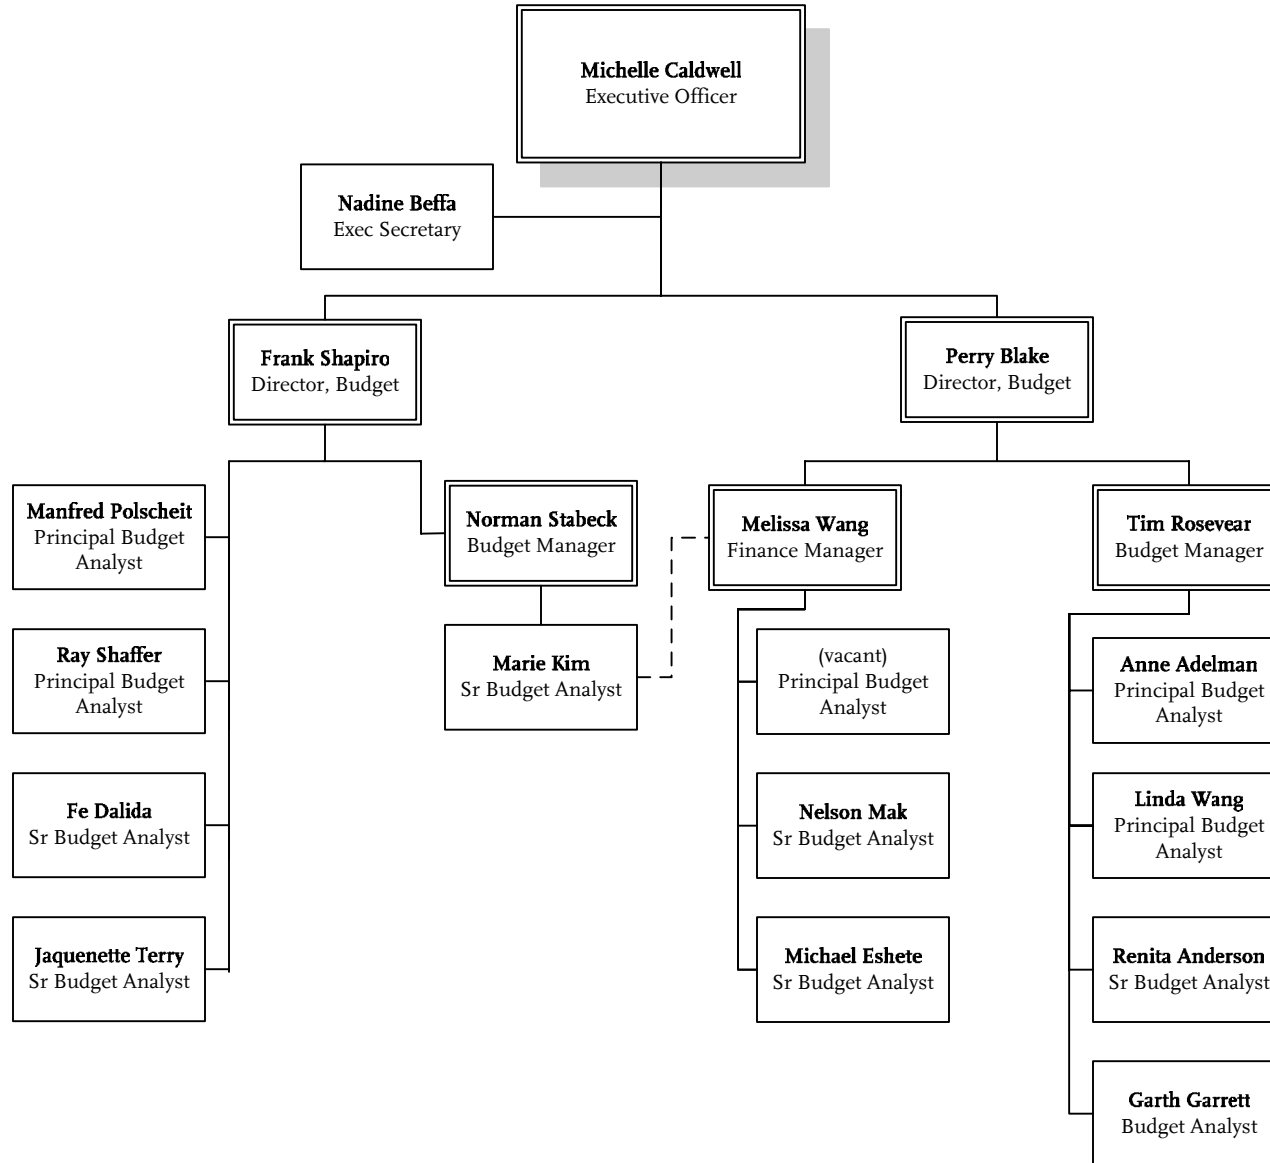 Michelle Caldwell
Executive Officer
Nadine Beffa
Exec Secretary
Frank Shapiro
Director, Budget
Perry Blake
Director, Budget
Manfred Polscheit
Principal Budget
Analyst
Norman Stabeck
Budget Manager
Melissa Wang
Finance Manager
Tim Rosevear
Budget Manager
Ray Shaffer
Principal Budget
Analyst
Marie Kim
Sr Budget Analyst
(vacant)
Principal Budget
Analyst
Anne Adelman
Principal Budget
Analyst
Fe Dalida
Sr Budget Analyst
Nelson Mak
Sr Budget Analyst
Linda Wang
Principal Budget
Analyst
Jaquenette Terry
Sr Budget Analyst
Michael Eshete
Sr Budget Analyst
Renita Anderson
Sr Budget Analyst
Garth Garrett
Budget Analyst